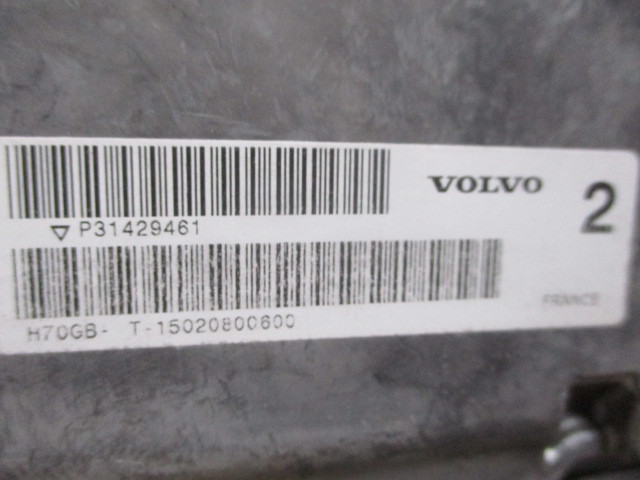 VOLVO 2
▽ P31429461
FRANCE
H70GB- T-15020800600